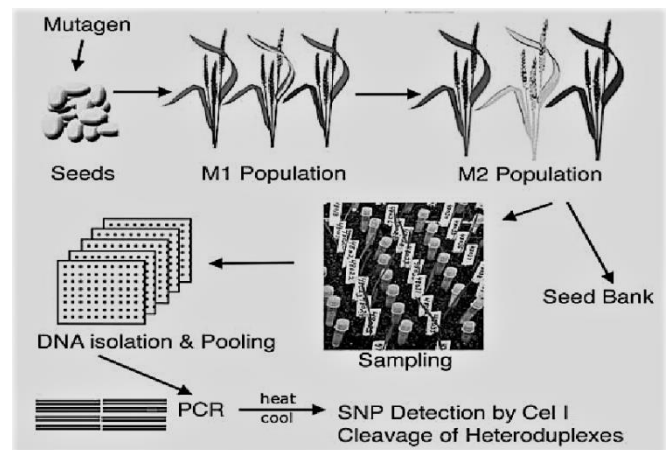 Mutagen
Seeds
M1 Population
M2 Population
Seed Bank
Sampling
DNA isolation & Pooling
PCR
heat
cool
SNP Detection by Cel I
Cleavage of Heteroduplexes